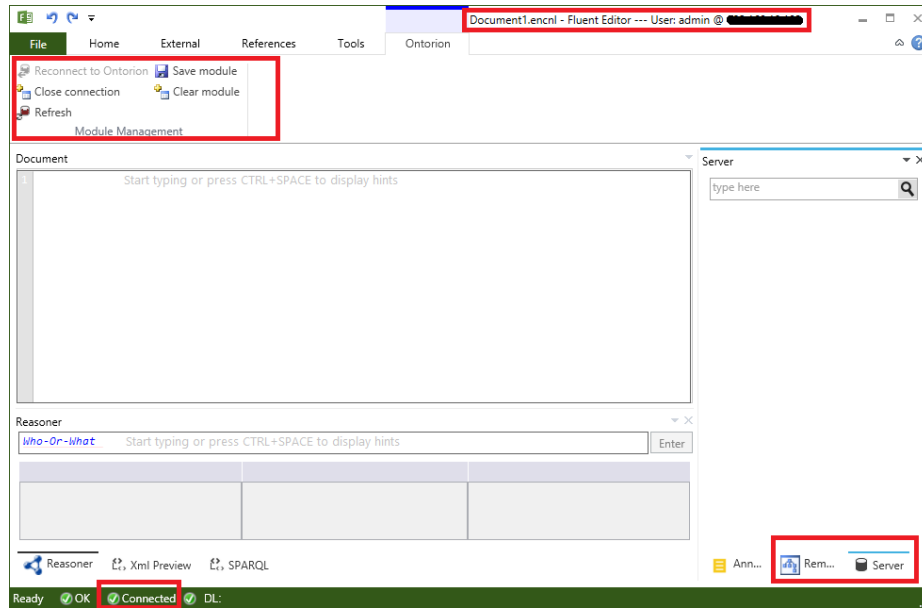 Document1.encnl - Fluent Editor --- User: admin @
File Home External References Tools Ontorion
Reconnect to Ontorion Save module
Close connection Clear module
Refresh
Module Management
Document
Server
1 Start typing or press CTRL+SPACE to display hints
type here
Reasoner
Who-Or-What Start typing or press CTRL+SPACE to display hints
Enter
Reasoner Xml Preview SPARQL
Ann... Rem... Server
Ready OK Connected DL: